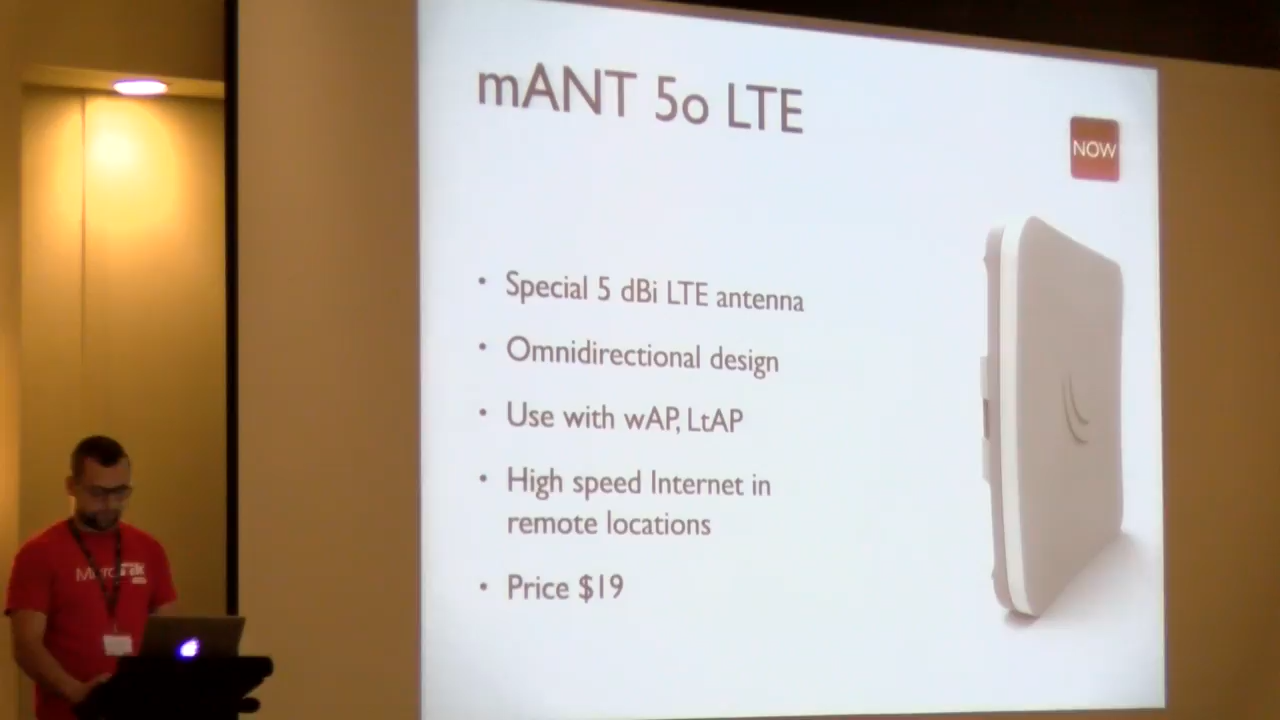 mANT 5o LTE
NOW
• Special 5 dBi LTE antenna
• Omnidirectional design
• Use with wAP, LtAP
• High speed Internet in
remote locations
• Price $19
MikroTik